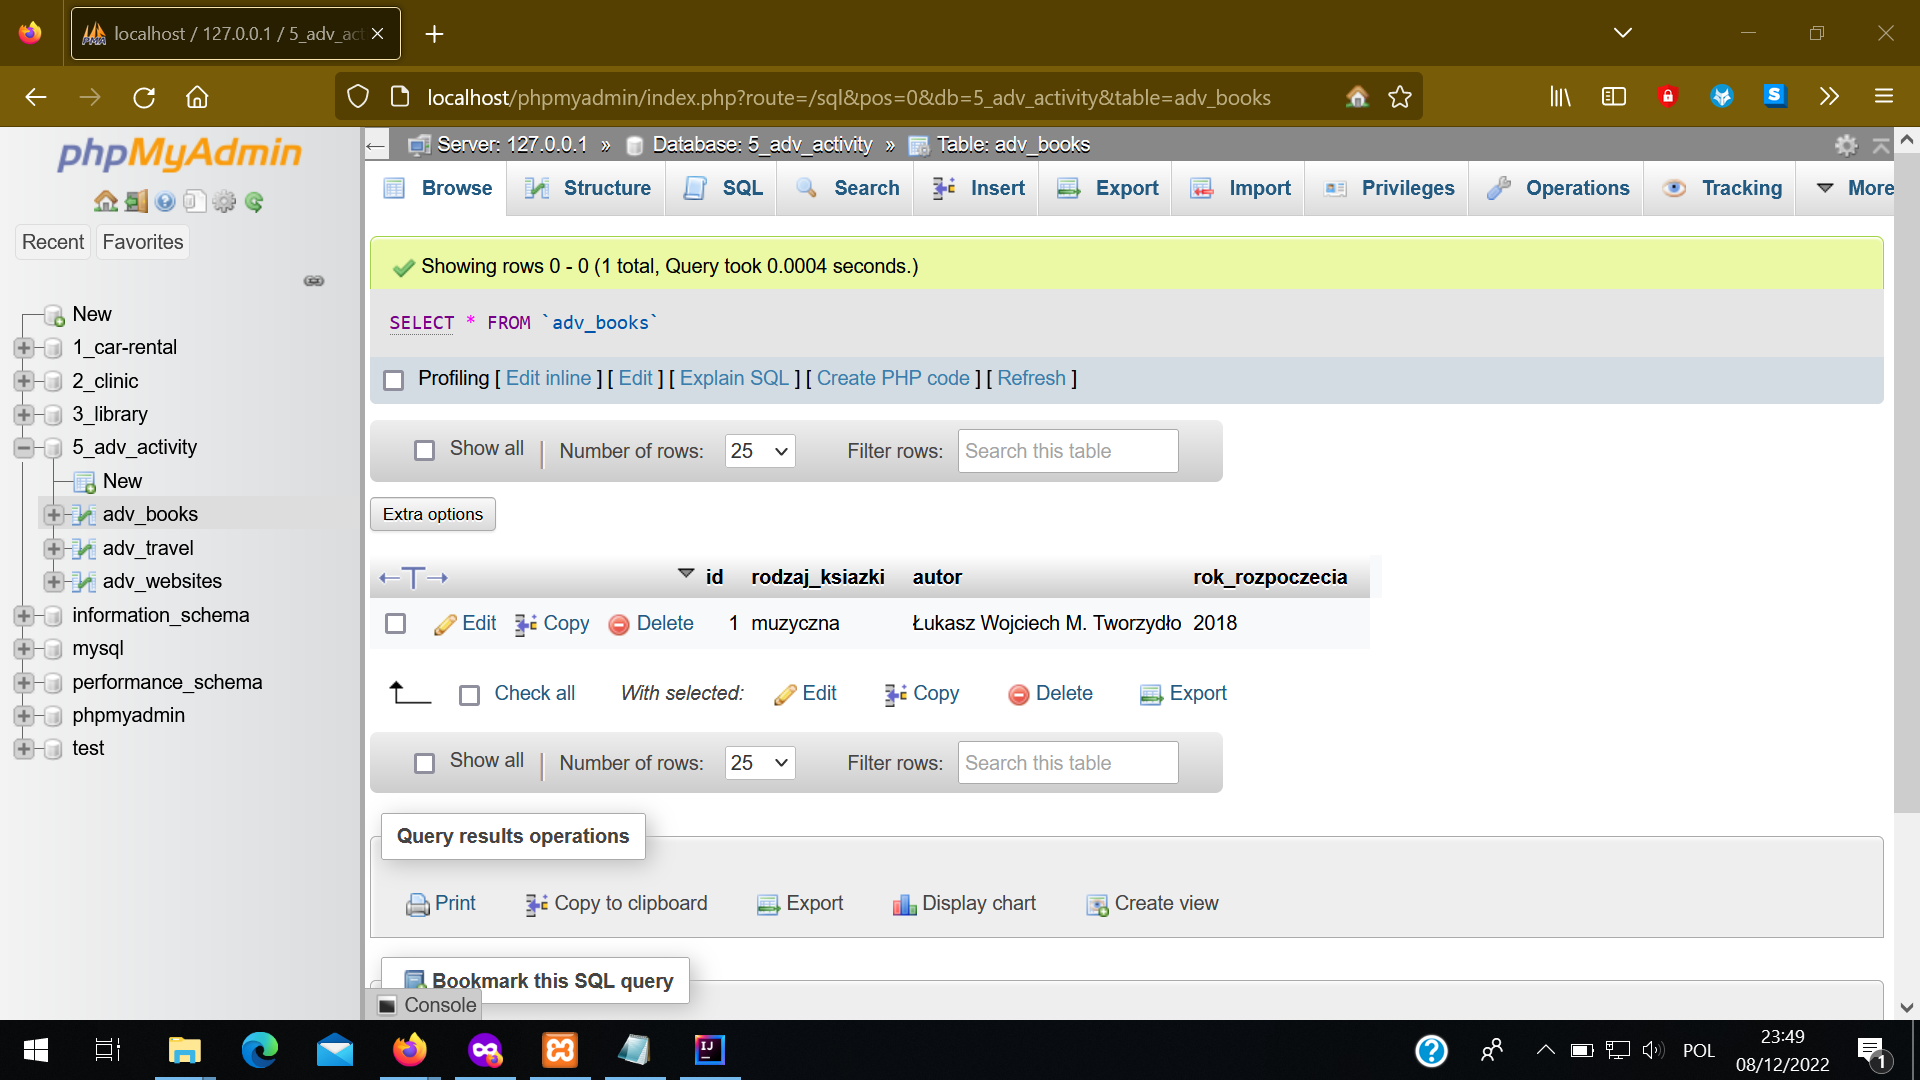 localhost / 127.0.0.1 / 5_adv_act
localhost/phpmyadmin/index.php?route=/sql&pos=0&db=5_adv_activity&table=adv_books
phpMyAdmin
Recent Favorites
New
1_car-rental
2_clinic
3_library
5_adv_activity
New
adv_books
adv_travel
adv_websites
information_schema
mysql
performance_schema
phpmyadmin
test
Server: 127.0.0.1 » Database: 5_adv_activity » Table: adv_books
Browse Structure SQL Search Insert Export Import Privileges Operations Tracking More
Showing rows 0 - 0 (1 total, Query took 0.0004 seconds.)
SELECT * FROM `adv_books`
Profiling [ Edit inline ] [ Edit ] [ Explain SQL ] [ Create PHP code ] [ Refresh ]
Show all Number of rows: 25 Filter rows: Search this table
Extra options
id rodzaj_ksiazki autor rok_rozpoczecia
Edit Copy Delete 1 muzyczna Łukasz Wojciech M. Tworzydło 2018
Check all With selected: Edit Copy Delete Export
Show all Number of rows: 25 Filter rows: Search this table
Query results operations
Print Copy to clipboard Export Display chart Create view
Bookmark this SQL query
Console
POL
23:49
08/12/2022
1